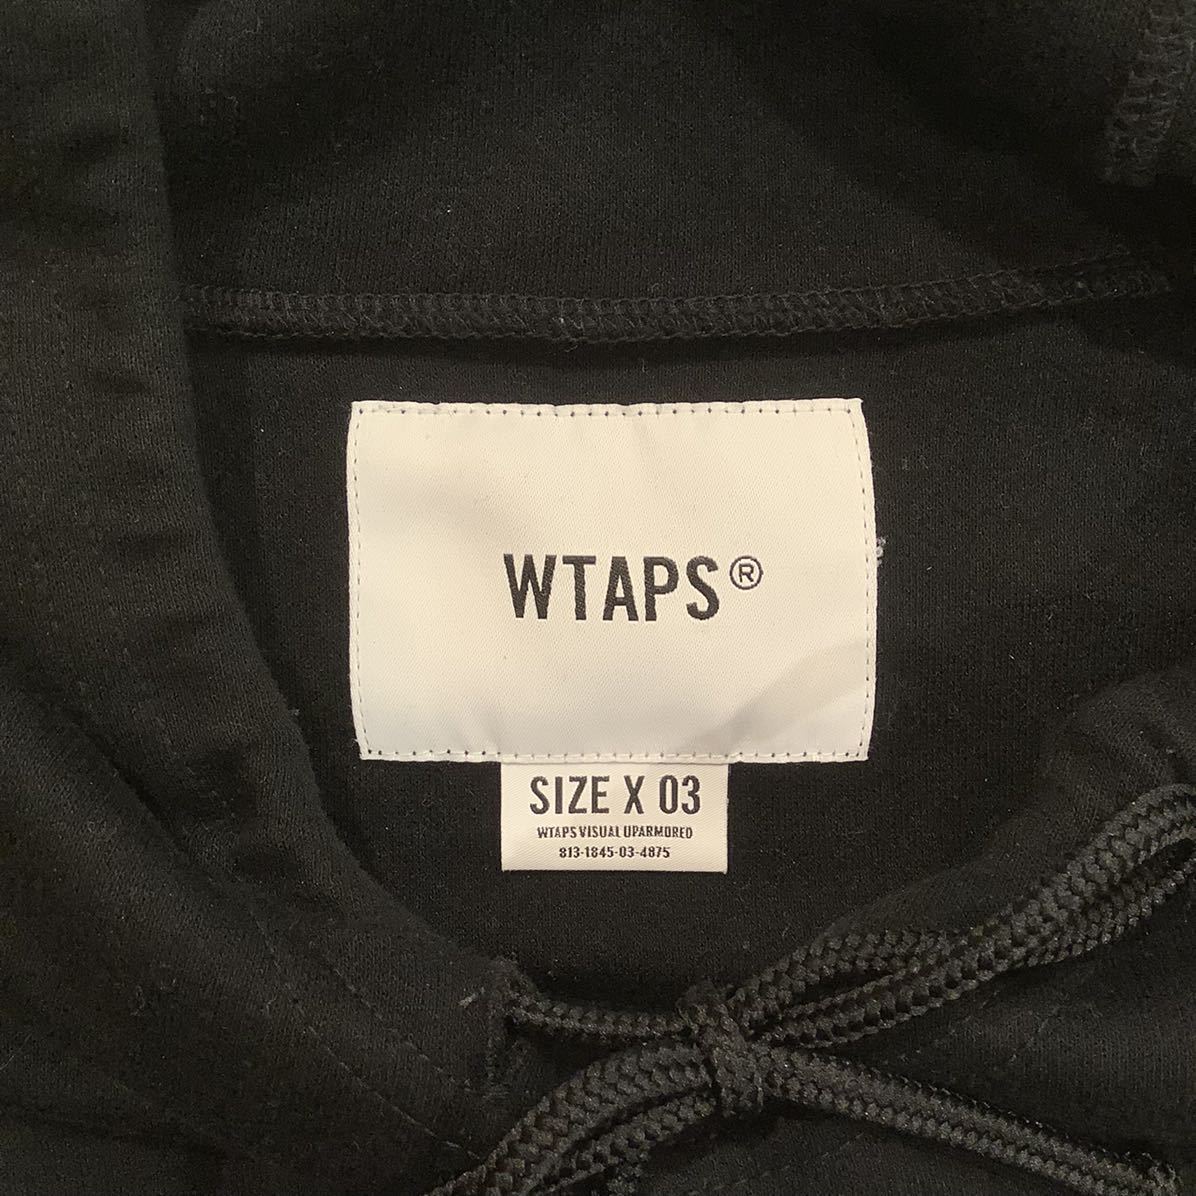 WTAPS®
SIZE X 03
WTAPS VISUAL UPARMORED
813-1845-03-4875